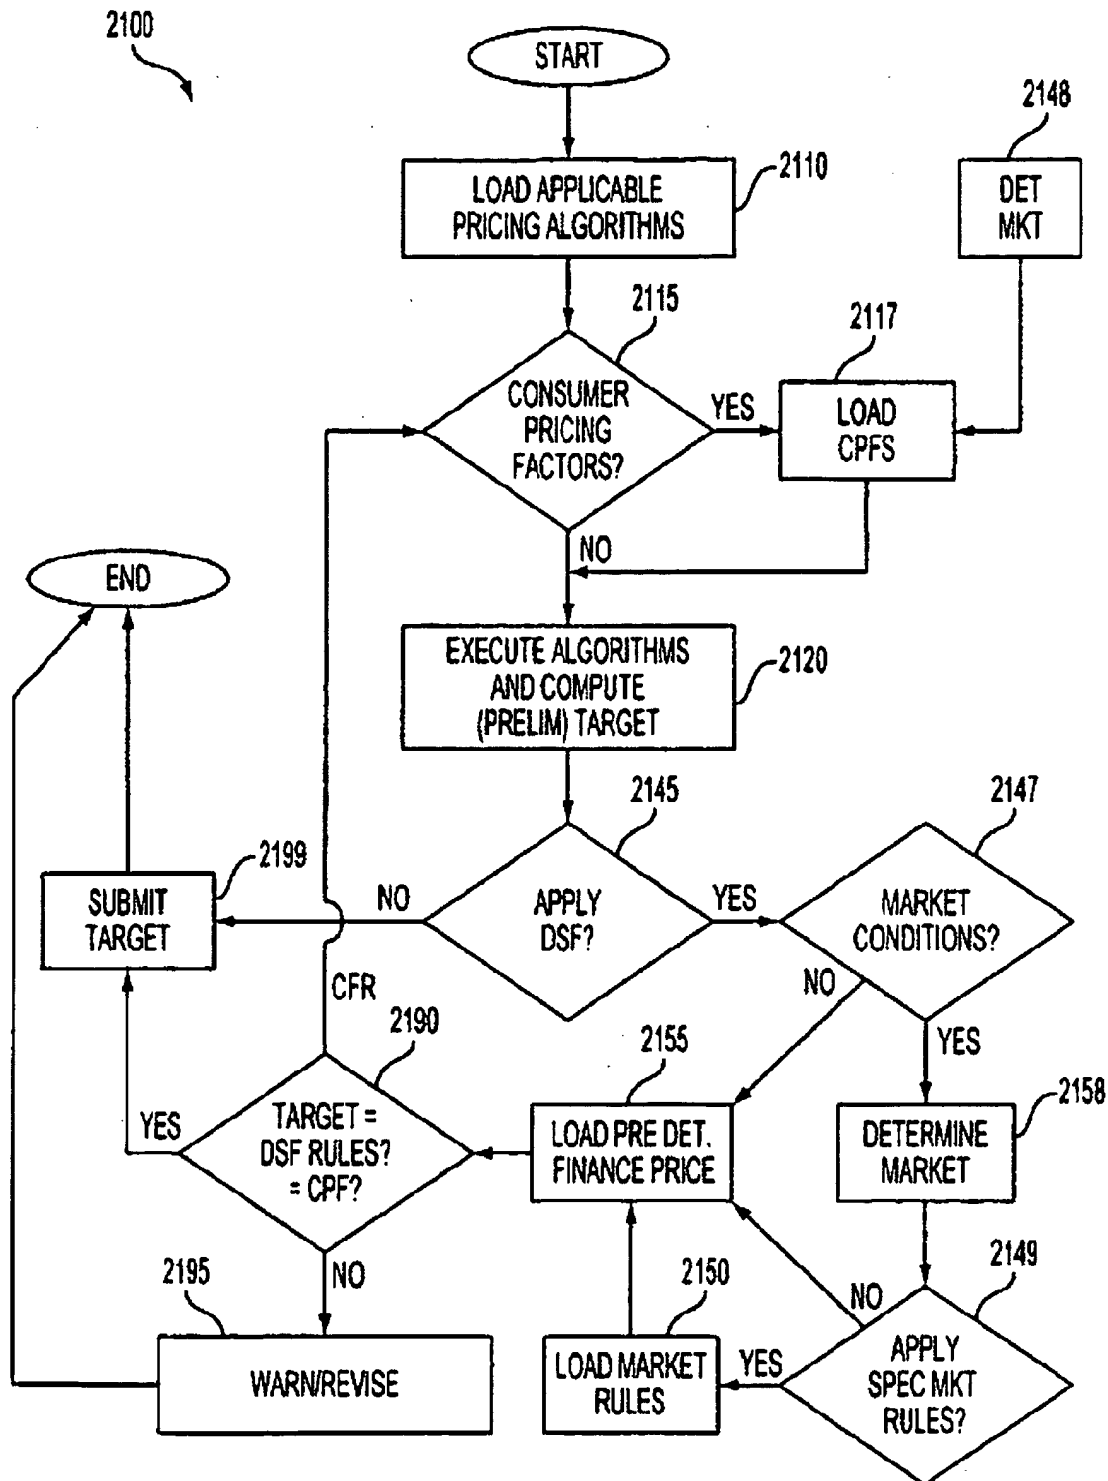 2100
START
2148
LOAD APPLICABLE
PRICING ALGORITHMS
2110
DET
MKT
2115
2117
CONSUMER
PRICING
FACTORS?
YES
LOAD
CPFS
NO
END
EXECUTE ALGORITHMS
AND COMPUTE
(PRELIM) TARGET
2120
2145
2147
2199
SUBMIT
TARGET
NO
APPLY
DSF?
YES
MARKET
CONDITIONS?
NO
YES
CFR
2190
2155
2158
YES
TARGET =
DSF RULES?
= CPF?
LOAD PRE DET.
FINANCE PRICE
DETERMINE
MARKET
NO
2195
2150
2149
NO
WARN/REVISE
LOAD MARKET
RULES
YES
APPLY
SPEC MKT
RULES?